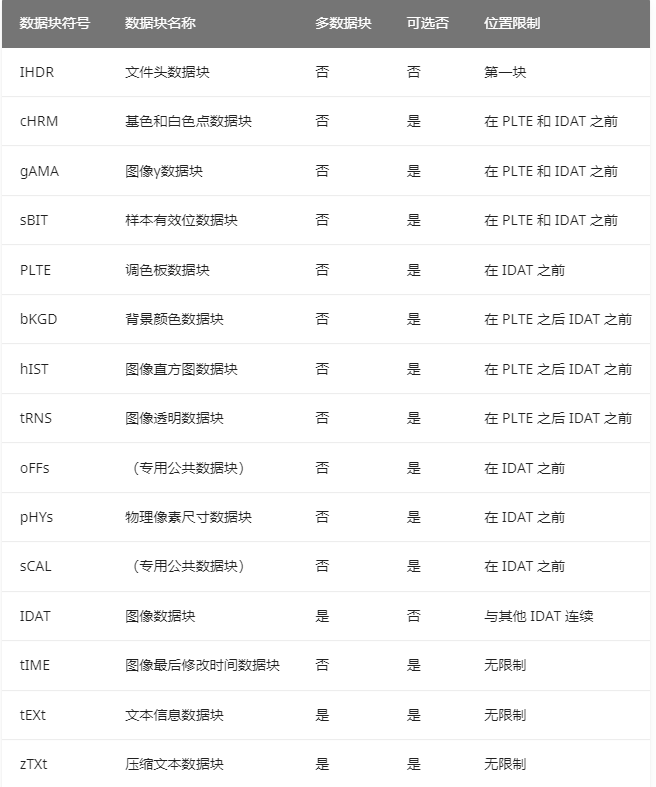 数据块符号 数据块名称 多数据块 可选否 位置限制
IHDR 文件头数据块 否 否 第一块
cHRM 基色和白色点数据块 否 是 在 PLTE 和 IDAT 之前
gAMA 图像γ数据块 否 是 在 PLTE 和 IDAT 之前
sBIT 样本有效位数据块 否 是 在 PLTE 和 IDAT 之前
PLTE 调色板数据块 否 是 在 IDAT 之前
bKGD 背景颜色数据块 否 是 在 PLTE 之后 IDAT 之前
hIST 图像直方图数据块 否 是 在 PLTE 之后 IDAT 之前
tRNS 图像透明数据块 否 是 在 PLTE 之后 IDAT 之前
oFFs （专用公共数据块） 否 是 在 IDAT 之前
pHYs 物理像素尺寸数据块 否 是 在 IDAT 之前
sCAL （专用公共数据块） 否 是 在 IDAT 之前
IDAT 图像数据块 是 否 与其他 IDAT 连续
tIME 图像最后修改时间数据块 否 是 无限制
tEXt 文本信息数据块 是 是 无限制
zTXt 压缩文本数据块 是 是 无限制